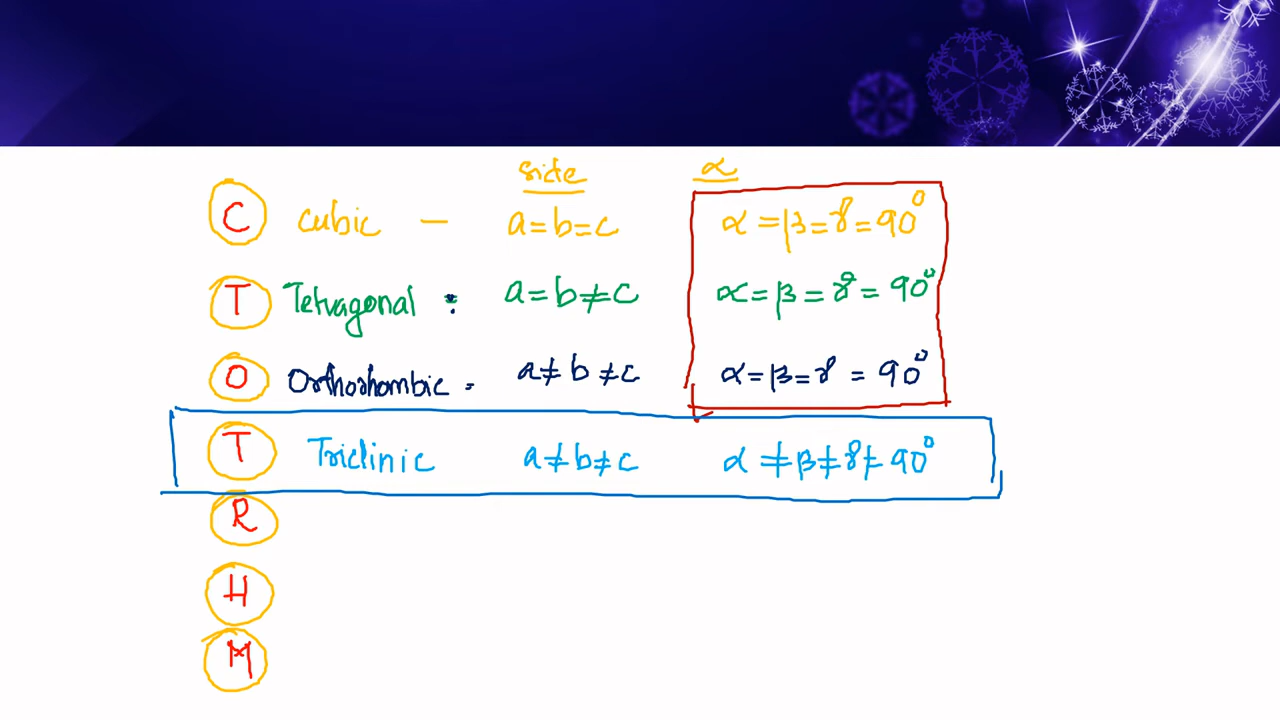 side α
C cubic — a=b=c α=β=γ=90°
T Tetragonal : a=b≠c α=β=γ=90°
O Orthorhombic = a≠b≠c α=β=γ=90°
T Triclinic a≠b≠c α≠β≠γ≠90°
R
H
M